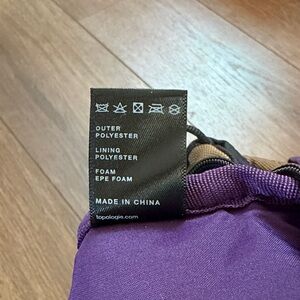 OUTER
POLYESTER
LINING
POLYESTER
FOAM
EPE FOAM
MADE IN CHINA
topologie.com